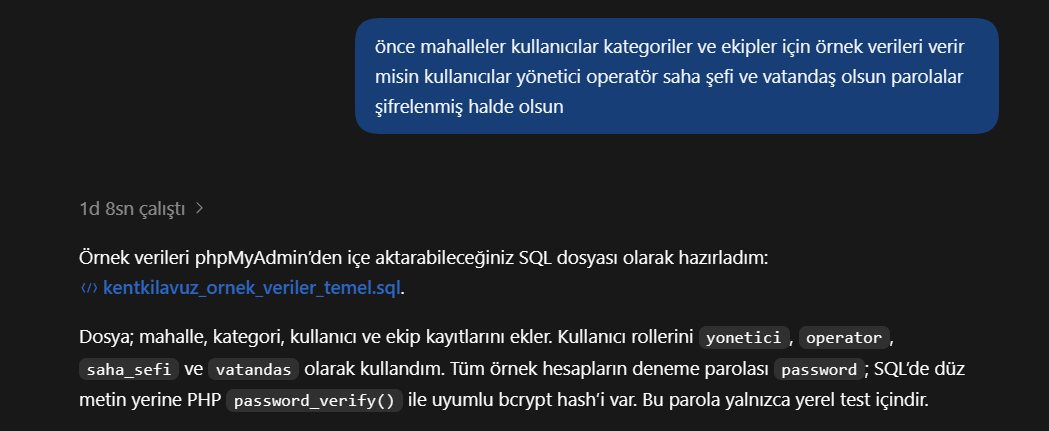 önce mahalleler kullanıcılar kategoriler ve ekipler için örnek verileri verir
misin kullanıcılar yönetici operatör saha şefi ve vatandaş olsun parolalar
şifrelenmiş halde olsun
1d 8sn çalıştı >
Örnek verileri phpMyAdmin'den içe aktarabileceğiniz SQL dosyası olarak hazırladım:
</> kentkilavuz_ornek_veriler_temel.sql.
Dosya; mahalle, kategori, kullanıcı ve ekip kayıtlarını ekler. Kullanıcı rollerini yonetici, operator,
saha_sefi ve vatandas olarak kullandım. Tüm örnek hesapların deneme parolası password; SQL'de düz
metin yerine PHP password_verify() ile uyumlu bcrypt hash'i var. Bu parola yalnızca yerel test içindir.